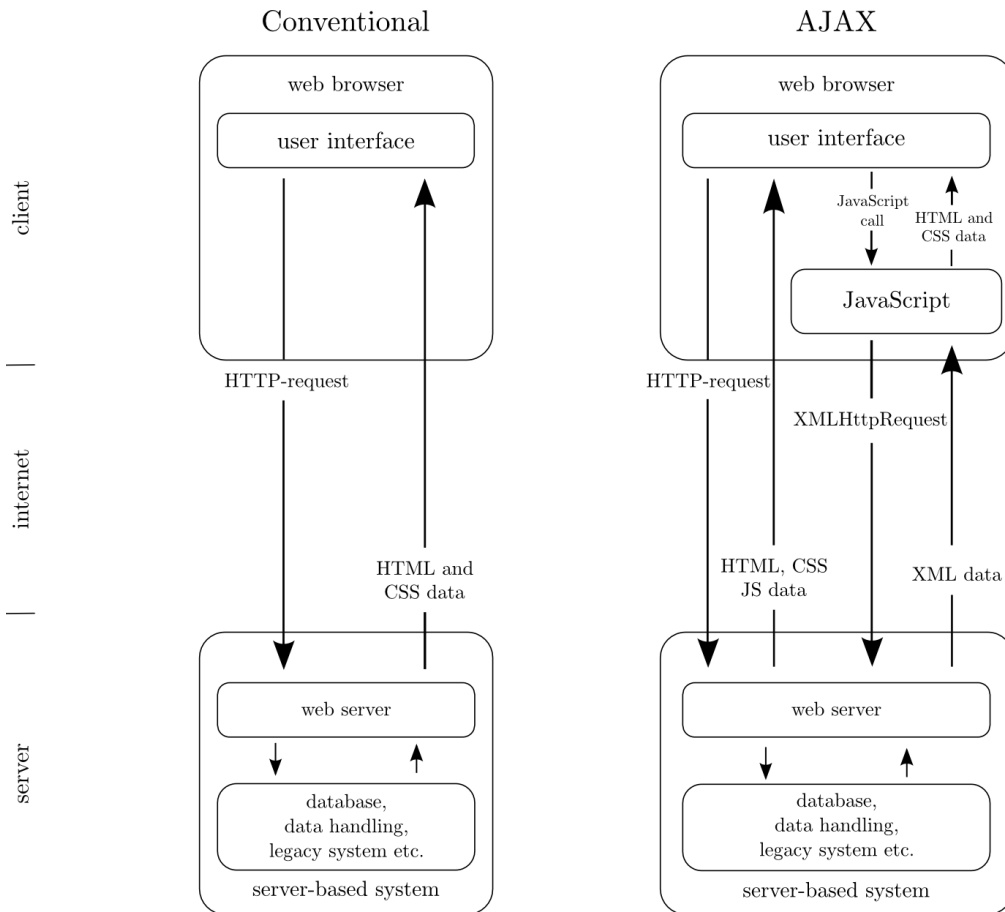 Conventional
web browser
user interface
HTTP-request
HTML and
CSS data
web server
database,
data handling,
legacy system etc.
server-based system
AJAX
web browser
user interface
JavaScript
call
HTML and
CSS data
JavaScript
HTTP-request
XMLHttpRequest
HTML, CSS
JS data
XML data
web server
database,
data handling,
legacy system etc.
server-based system
client
internet
server